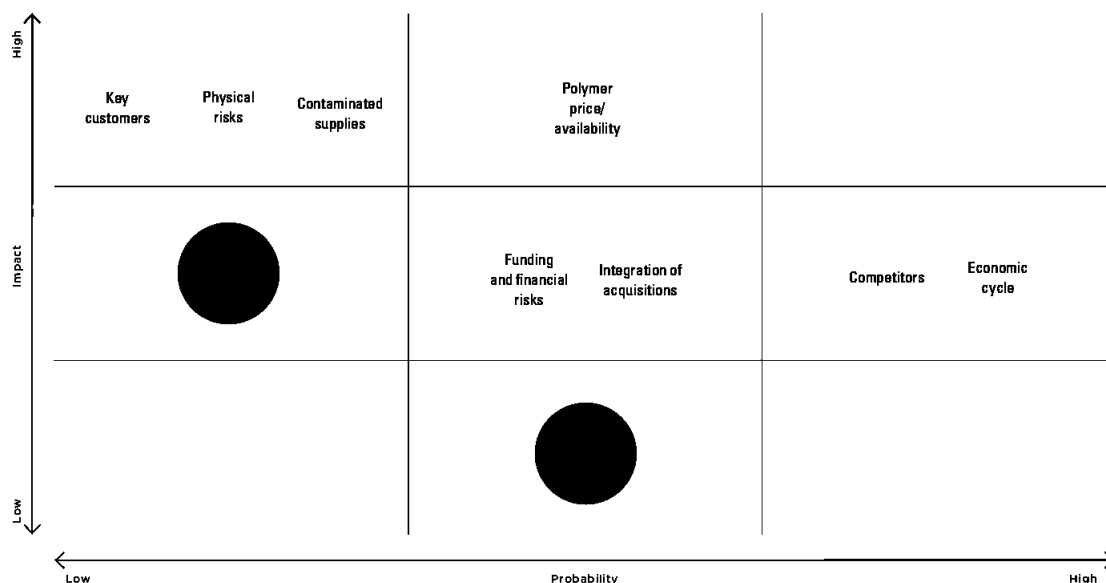 High
Key
customers
Physical
risks
Contaminated
supplies
Polymer
price/
availability
Impact
Funding
and financial
risks
Integration of
acquisitions
Competitors
Economic
cycle
Low
Low
Probability
High